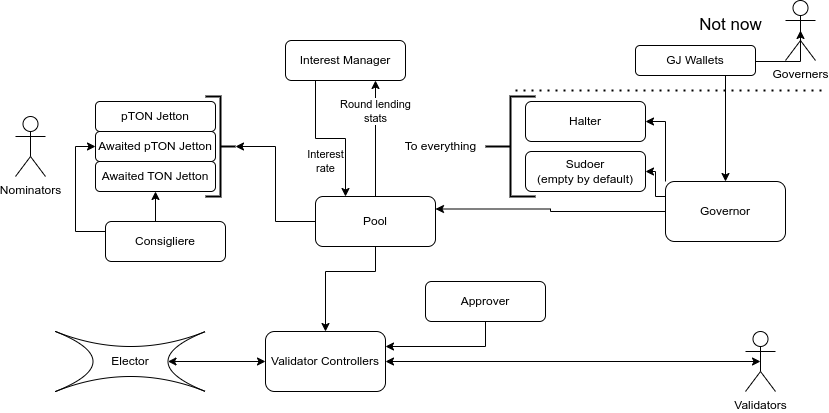 Not now
Interest Manager
GJ Wallets
Governers
pTON Jetton
Awaited pTON Jetton
Awaited TON Jetton
Round lending
stats
Halter
To everything
Interest
rate
Sudoer
(empty by default)
Nominators
Consigliere
Pool
Governor
Approver
Elector
Validator Controllers
Validators